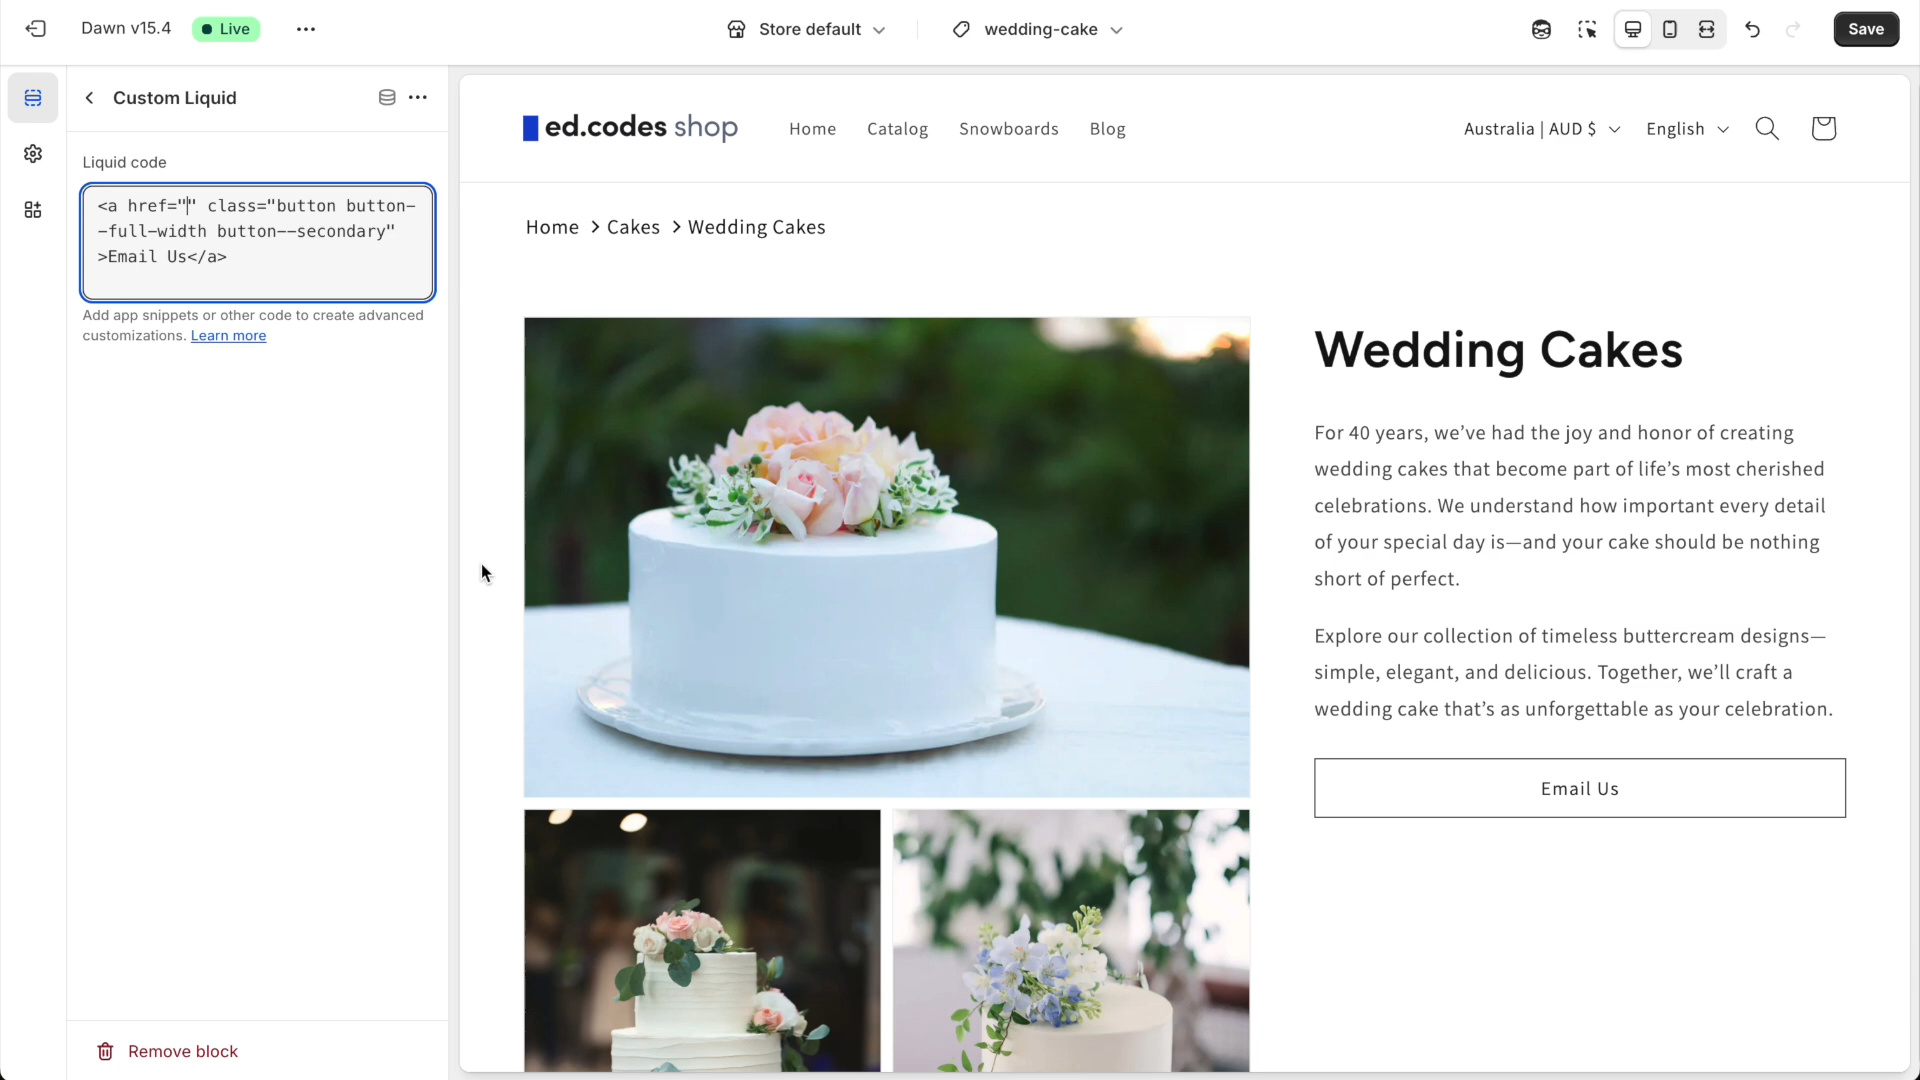 Dawn v15.4
Live
Store default
wedding-cake
Save
Custom Liquid
Liquid code
<a href="" class="button button-
-full-width button--secondary"
>Email Us</a>
Add app snippets or other code to create advanced
customizations. Learn more
Remove block
ed.codes shop
Home
Catalog
Snowboards
Blog
Australia | AUD $
English
Home > Cakes > Wedding Cakes
Wedding Cakes
For 40 years, we’ve had the joy and honor of creating
wedding cakes that become part of life’s most cherished
celebrations. We understand how important every detail
of your special day is—and your cake should be nothing
short of perfect.
Explore our collection of timeless buttercream designs—
simple, elegant, and delicious. Together, we’ll craft a
wedding cake that’s as unforgettable as your celebration.
Email Us